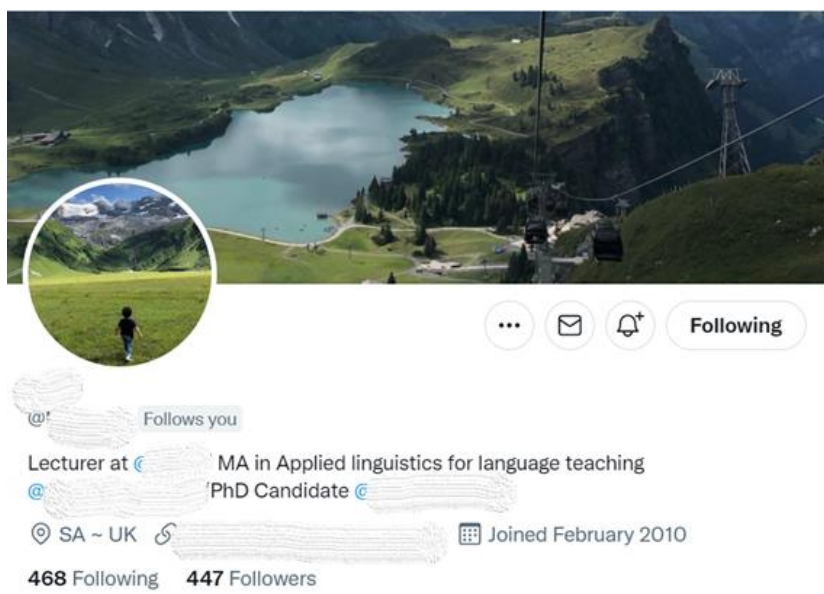 Following
Follows you
Lecturer at @ MA in Applied linguistics for language teaching
@ /PhD Candidate @
SA ~ UK Joined February 2010
468 Following 447 Followers